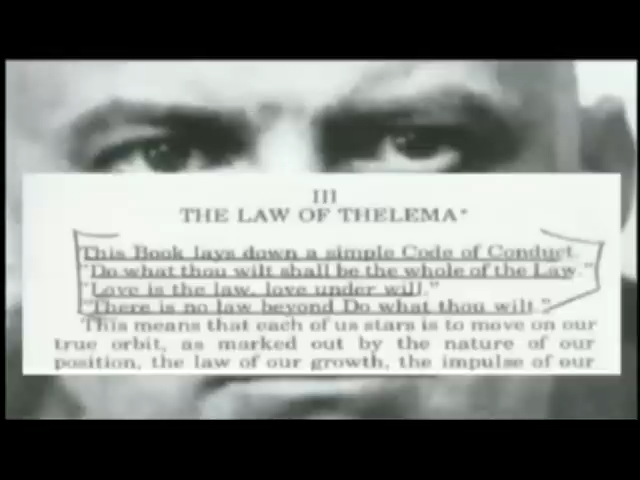 III
THE LAW OF THELEMA*
This Book lays down a simple Code of Conduct.
"Do what thou wilt shall be the whole of the Law."
"Love is the law, love under will."
"There is no law beyond Do what thou wilt."
This means that each of us stars is to move on our
true orbit, as marked out by the nature of our
position, the law of our growth, the impulse of our